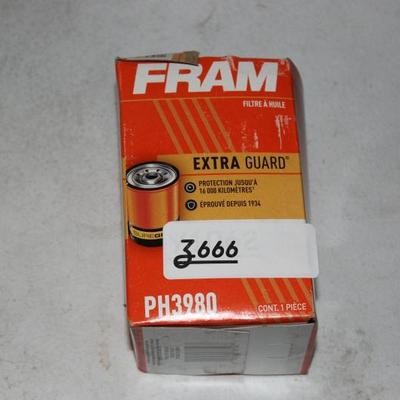 FRAM
FILTRE À HUILE
EXTRA GUARD®
PROTECTION JUSQU'À
16 000 KILOMÈTRES†
ÉPROUVÉ DEPUIS 1934
3666
PH3980
CONT. 1 PIÈCE